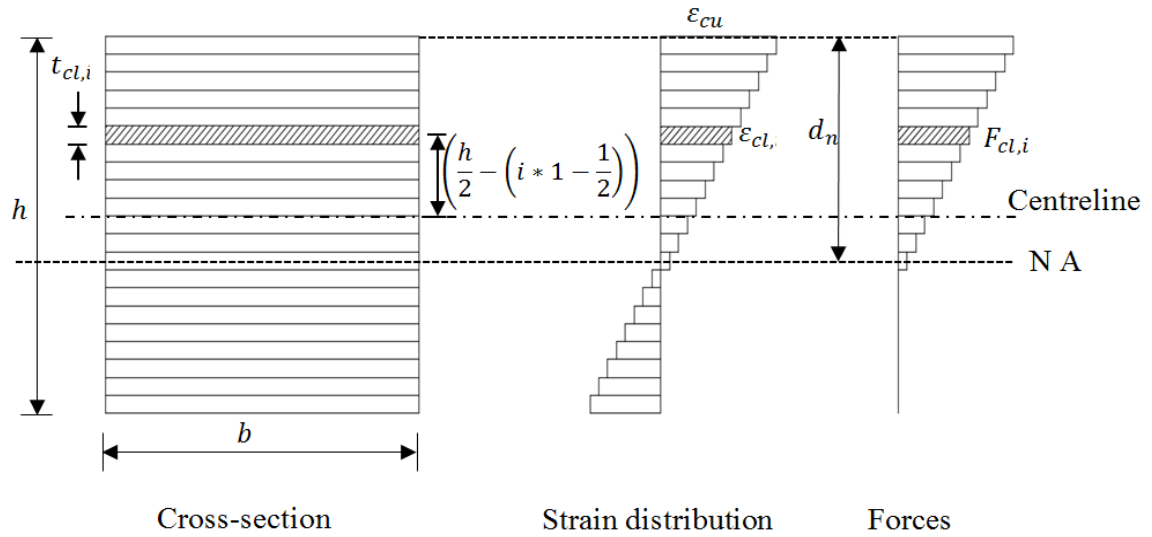 ε_cu
t_cl,i
d_n
ε_cl,
F_cl,i
(h/2 − (i * 1 − 1/2))
h
Centreline
N A
b
Cross-section Strain distribution Forces